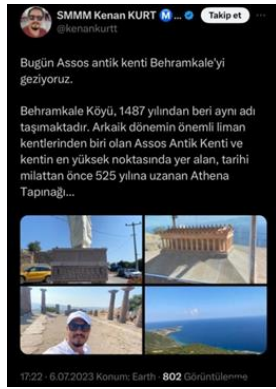 SMMM Kenan KURT M ...
Takip et
@kenankurtt
Bugün Assos antik kenti Behramkale'yi
geziyoruz.
Behramkale Köyü, 1487 yılından beri aynı adı
taşımaktadır. Arkaik dönemin önemli liman
kentlerinden biri olan Assos Antik Kenti ve
kentin en yüksek noktasında yer alan, tarihi
milattan önce 525 yılına uzanan Athena
Tapınağı...
17:22 · 6.07.2023 Konum: Earth · 802 Görüntülenme